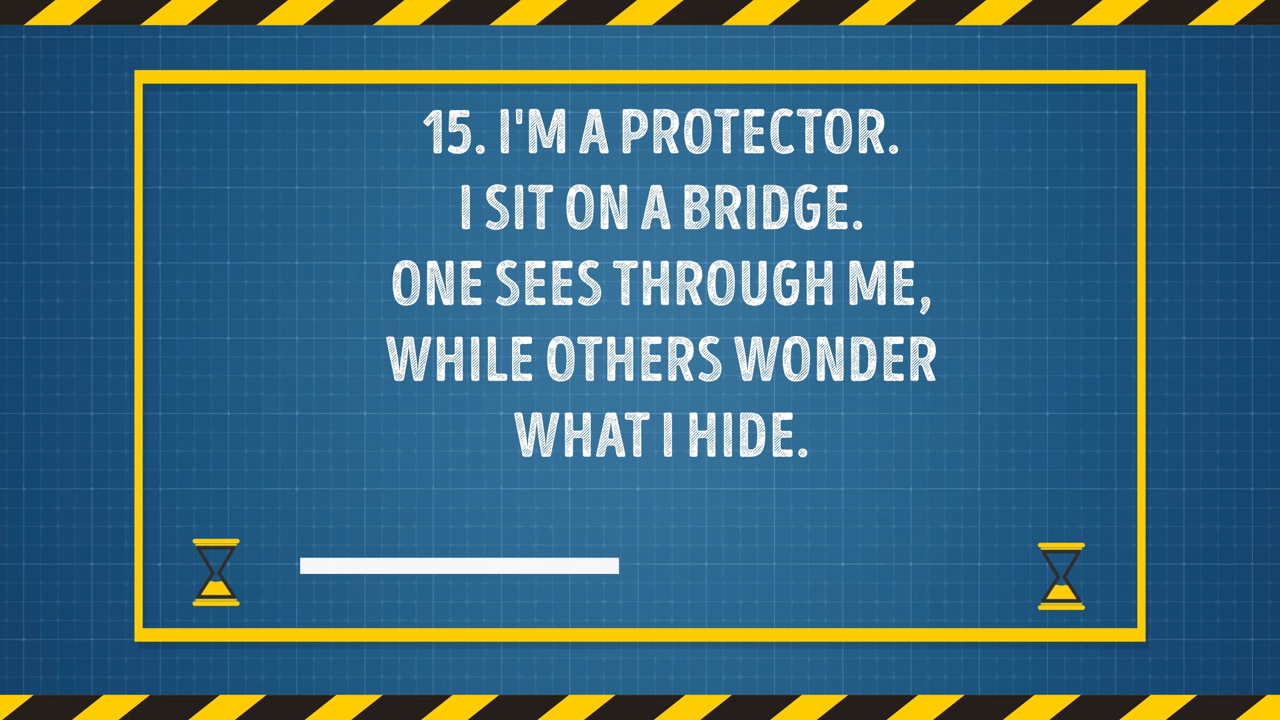 15. I'M A PROTECTOR.
I SIT ON A BRIDGE.
ONE SEES THROUGH ME,
WHILE OTHERS WONDER
WHAT I HIDE.